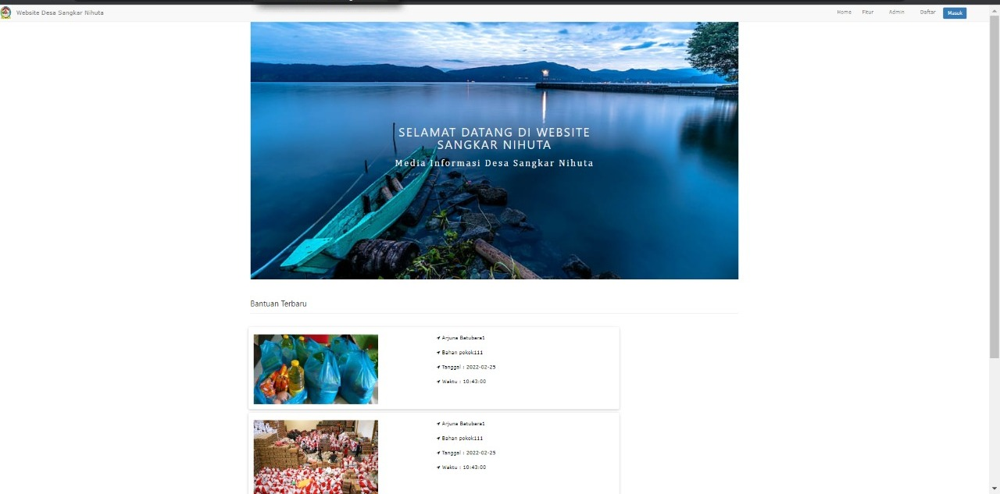 Website Desa Sangkar Nihuta
Home Fitur Admin Daftar Masuk
SELAMAT DATANG DI WEBSITE
SANGKAR NIHUTA
Media Informasi Desa Sangkar Nihuta
Bantuan Terbaru
Arjuna Batubara1
Bahan pokok111
Tanggal : 2022-02-25
Waktu : 10:43:00
Arjuna Batubara1
Bahan pokok111
Tanggal : 2022-02-25
Waktu : 10:43:00